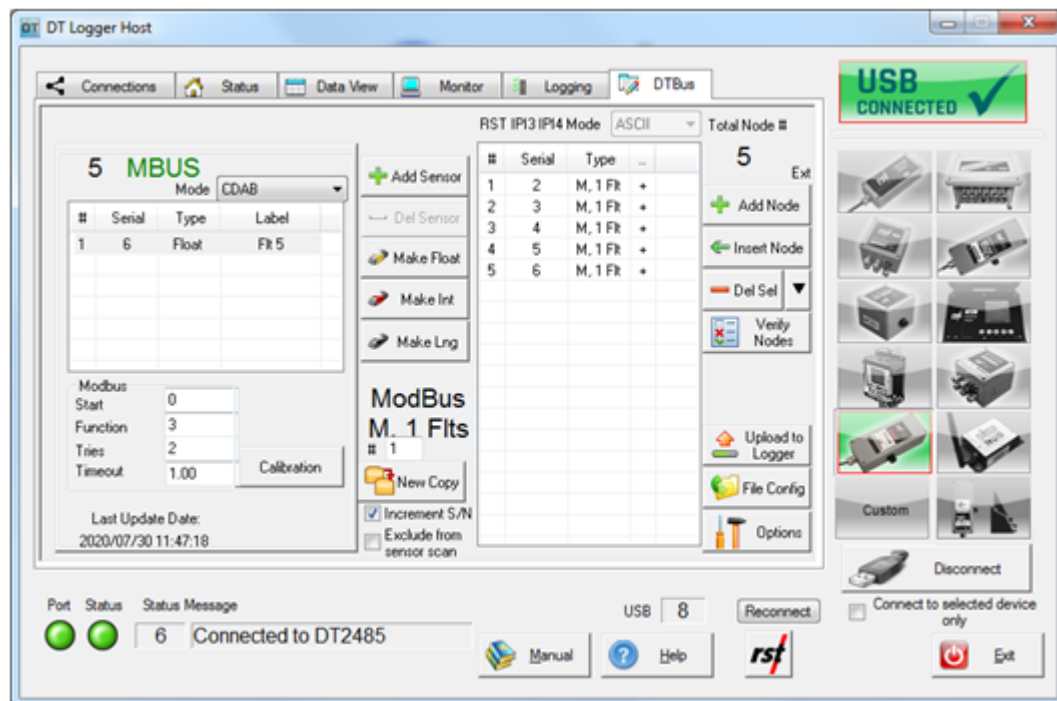 DT Logger Host
Connections Status Data View Monitor Logging DTBus
USB
CONNECTED
RST IPI3 IPI4 Mode ASCII
Total Node #
5
Ext
5 MBUS
Mode CDAB
# Serial Type Label
1 6 Float Flt 5
Modbus
Start 0
Function 3
Tries 2
Timeout 1.00
Calibration
Last Update Date:
2020/07/30 11:47:18
Add Sensor
Del Sensor
Make Float
Make Int
Make Lng
ModBus
M, 1 Flts
# 1
New Copy
Increment S/N
Exclude from
sensor scan
# Serial Type ...
1 2 M, 1 Flt +
2 3 M, 1 Flt +
3 4 M, 1 Flt +
4 5 M, 1 Flt +
5 6 M, 1 Flt +
Add Node
Insert Node
Del Sel
Verify
Nodes
Upload to
Logger
File Config
Options
Custom
Disconnect
Connect to selected device
only
Port Status Status Message
6 Connected to DT2485
USB 8
Reconnect
Manual
Help
rst
Exit